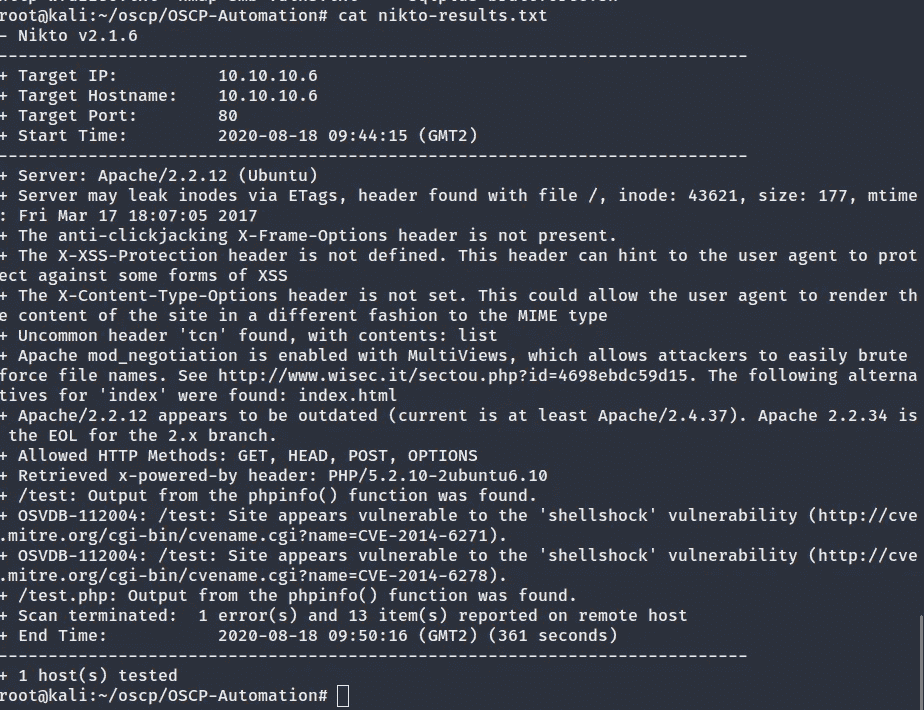 root@kali:~/oscp/OSCP-Automation# cat nikto-results.txt
- Nikto v2.1.6
---------------------------------------------------------------------------
+ Target IP:          10.10.10.6
+ Target Hostname:    10.10.10.6
+ Target Port:        80
+ Start Time:         2020-08-18 09:44:15 (GMT2)
---------------------------------------------------------------------------
+ Server: Apache/2.2.12 (Ubuntu)
+ Server may leak inodes via ETags, header found with file /, inode: 43621, size: 177, mtime
: Fri Mar 17 18:07:05 2017
+ The anti-clickjacking X-Frame-Options header is not present.
+ The X-XSS-Protection header is not defined. This header can hint to the user agent to prot
ect against some forms of XSS
+ The X-Content-Type-Options header is not set. This could allow the user agent to render th
e content of the site in a different fashion to the MIME type
+ Uncommon header 'tcn' found, with contents: list
+ Apache mod_negotiation is enabled with MultiViews, which allows attackers to easily brute
force file names. See http://www.wisec.it/sectou.php?id=4698ebdc59d15. The following alterna
tives for 'index' were found: index.html
+ Apache/2.2.12 appears to be outdated (current is at least Apache/2.4.37). Apache 2.2.34 is
 the EOL for the 2.x branch.
+ Allowed HTTP Methods: GET, HEAD, POST, OPTIONS
+ Retrieved x-powered-by header: PHP/5.2.10-2ubuntu6.10
+ /test: Output from the phpinfo() function was found.
+ OSVDB-112004: /test: Site appears vulnerable to the 'shellshock' vulnerability (http://cve
.mitre.org/cgi-bin/cvename.cgi?name=CVE-2014-6271).
+ OSVDB-112004: /test: Site appears vulnerable to the 'shellshock' vulnerability (http://cve
.mitre.org/cgi-bin/cvename.cgi?name=CVE-2014-6278).
+ /test.php: Output from the phpinfo() function was found.
+ Scan terminated:  1 error(s) and 13 item(s) reported on remote host
+ End Time:           2020-08-18 09:50:16 (GMT2) (361 seconds)
---------------------------------------------------------------------------
+ 1 host(s) tested
root@kali:~/oscp/OSCP-Automation#